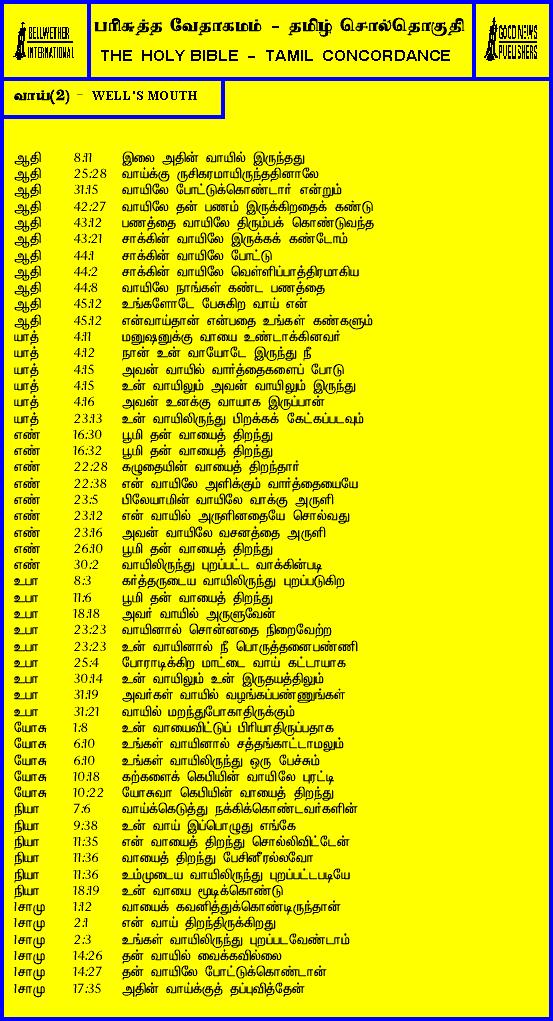 BELLWETHER
INTERNATIONAL
பரிசுத்த வேதாகமம் - தமிழ் சொல்தொகுதி
THE HOLY BIBLE - TAMIL CONCORDANCE
GOOD NEWS
PUBLISHERS
வாய்(2) - WELL'S MOUTH
ஆதி 8:11 இலை அதின் வாயில் இருந்தது
ஆதி 25:28 வாய்க்கு ருசிகரமாயிருந்ததினாலே
ஆதி 31:15 வாயிலே போட்டுக்கொண்டார் என்றும்
ஆதி 42:27 வாயிலே தன் பணம் இருக்கிறதைக் கண்டு
ஆதி 43:12 பணத்தை வாயிலே திரும்பக் கொண்டுவந்த
ஆதி 43:21 சாக்கின் வாயிலே இருக்கக் கண்டோம்
ஆதி 44:1 சாக்கின் வாயிலே போட்டு
ஆதி 44:2 சாக்கின் வாயிலே வெள்ளிப்பாத்திரமாகிய
ஆதி 44:8 வாயிலே நாங்கள் கண்ட பணத்தை
ஆதி 45:12 உங்களோடே பேசுகிற வாய் என்
ஆதி 45:12 என்வாய்தான் என்பதை உங்கள் கண்களும்
யாத் 4:11 மனுஷனுக்கு வாயை உண்டாக்கினவர்
யாத் 4:12 நான் உன் வாயோடே இருந்து நீ
யாத் 4:15 அவன் வாயில் வார்த்தைகளைப் போடு
யாத் 4:15 உன் வாயிலும் அவன் வாயிலும் இருந்து
யாத் 4:16 அவன் உனக்கு வாயாக இருப்பான்
யாத் 23:13 உன் வாயிலிருந்து பிறக்கக் கேட்கப்படவும்
எண் 16:30 பூமி தன் வாயைத் திறந்து
எண் 16:32 பூமி தன் வாயைத் திறந்து
எண் 22:28 கழுதையின் வாயைத் திறந்தார்
எண் 22:38 என் வாயிலே அளிக்கும் வார்த்தையையே
எண் 23:5 பிலேயாமின் வாயிலே வாக்கு அருளி
எண் 23:12 என் வாயில் அருளினதையே சொல்வது
எண் 23:16 அவன் வாயிலே வசனத்தை அருளி
எண் 26:10 பூமி தன் வாயைத் திறந்து
எண் 30:2 வாயிலிருந்து புறப்பட்ட வாக்கின்படி
உபா 8:3 கர்த்தருடைய வாயிலிருந்து புறப்படுகிற
உபா 11:6 பூமி தன் வாயைத் திறந்து
உபா 18:18 அவர் வாயில் அருளுவேன்
உபா 23:23 வாயினால் சொன்னதை நிறைவேற்ற
உபா 23:23 உன் வாயினால் நீ பொருத்தனைபண்ணி
உபா 25:4 போராடிக்கிற மாட்டை வாய் கட்டாயாக
உபா 30:14 உன் வாயிலும் உன் இருதயத்திலும்
உபா 31:19 அவர்கள் வாயில் வழங்கப்பண்ணுங்கள்
உபா 31:21 வாயில் மறந்துபோகாதிருக்கும்
யோசு 1:8 உன் வாயைவிட்டுப் பிரியாதிருப்பதாக
யோசு 6:10 உங்கள் வாயினால் சத்தங்காட்டாமலும்
யோசு 6:10 உங்கள் வாயிலிருந்து ஒரு பேச்சும்
யோசு 10:18 கற்களைக் கெபியின் வாயிலே புரட்டி
யோசு 10:22 யோசுவா கெபியின் வாயைத் திறந்து
நியா 7:6 வாய்க்கெடுத்து நக்கிக்கொண்டவர்களின்
நியா 9:38 உன் வாய் இப்பொழுது எங்கே
நியா 11:35 என் வாயைத் திறந்து சொல்லிவிட்டேன்
நியா 11:36 வாயைத் திறந்து பேசினீரல்லவோ
நியா 11:36 உம்முடைய வாயிலிருந்து புறப்பட்டபடியே
நியா 18:19 உன் வாயை மூடிக்கொண்டு
1சாமு 1:12 வாயைக் கவனித்துக்கொண்டிருந்தான்
1சாமு 2:1 என் வாய் திறந்திருக்கிறது
1சாமு 2:3 உங்கள் வாயிலிருந்து புறப்படவேண்டாம்
1சாமு 14:26 தன் வாயில் வைக்கவில்லை
1சாமு 14:27 தன் வாயிலே போட்டுக்கொண்டான்
1சாமு 17:35 அதின் வாய்க்குத் தப்புவித்தேன்